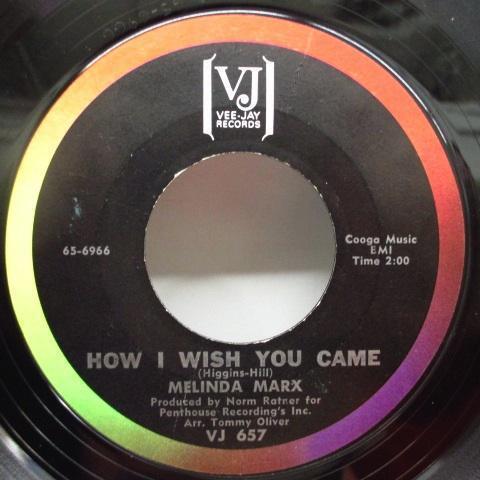 VJ
VEE-JAY
RECORDS
65-6966
Cooga Music
EMI
Time 2:00
HOW I WISH YOU CAME
(Higgins-Hill)
MELINDA MARX
Produced by Norm Ratner for
Penthouse Recording's Inc.
Arr. Tommy Oliver
VJ 657